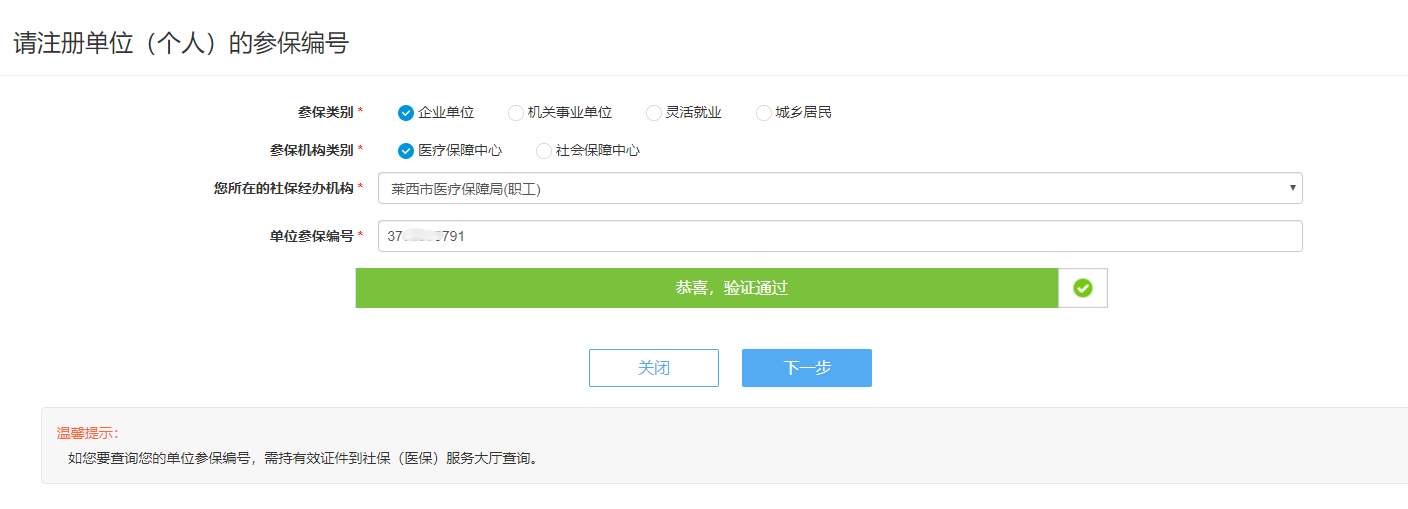 请注册单位（个人）的参保编号
参保类别 * 企业单位 机关事业单位 灵活就业 城乡居民
参保机构类别 * 医疗保障中心 社会保障中心
您所在的社保经办机构 * 莱西市医疗保障局(职工)
单位参保编号 * 37 791
恭喜，验证通过
关闭 下一步
温馨提示：
如您要查询您的单位参保编号，需持有效证件到社保（医保）服务大厅查询。